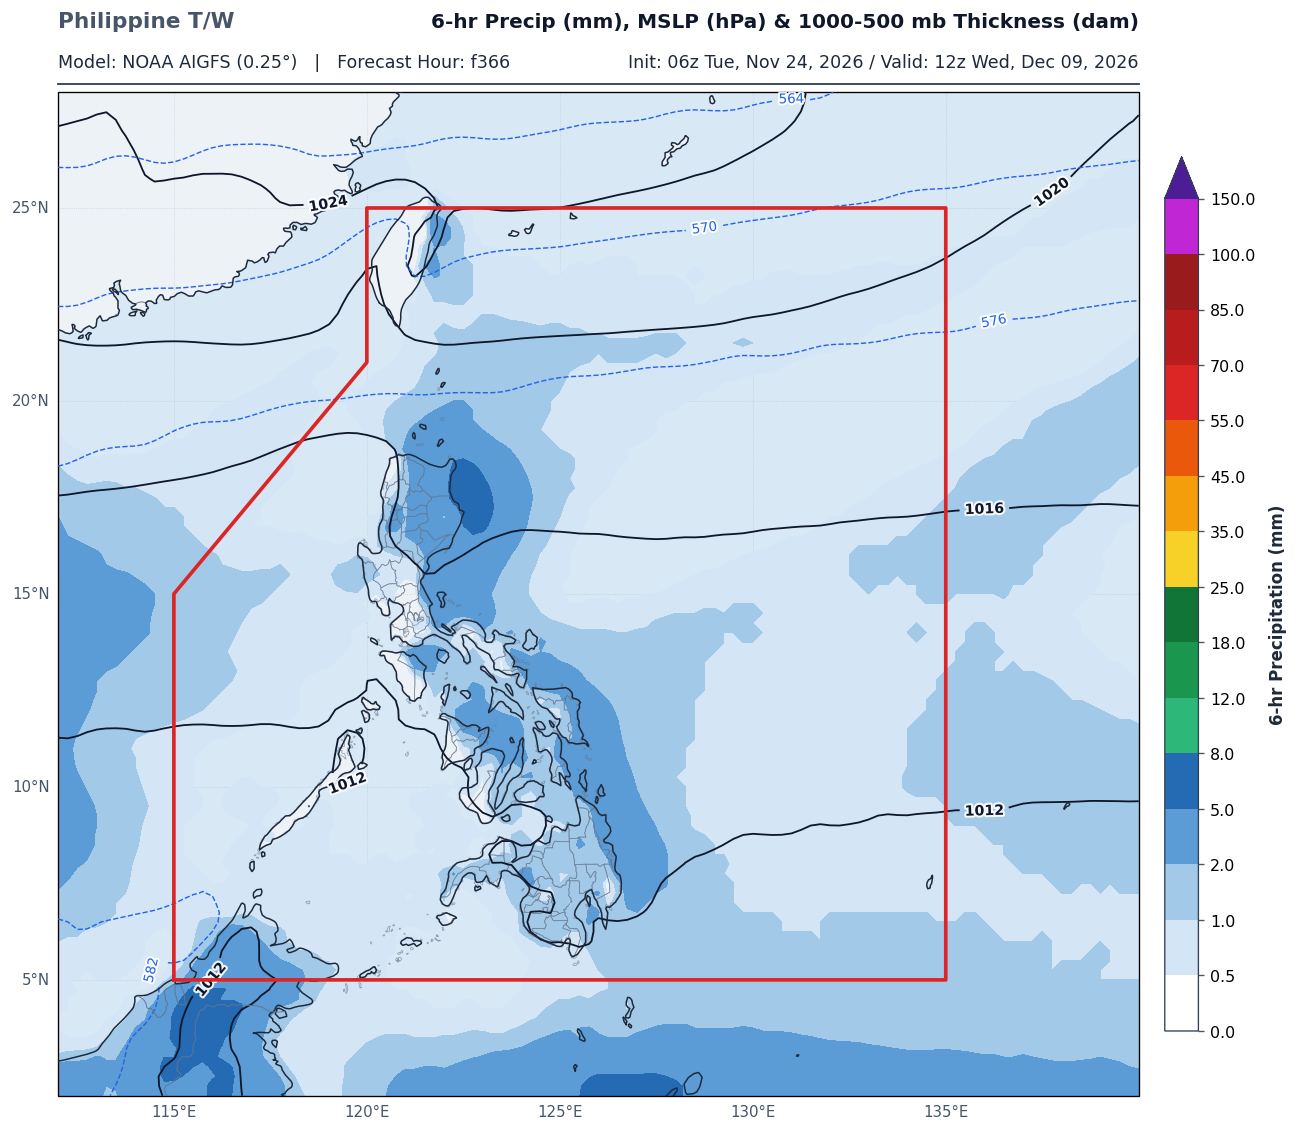 Philippine T/W
6-hr Precip (mm), MSLP (hPa) & 1000-500 mb Thickness (dam)
Model: NOAA AIGFS (0.25°) | Forecast Hour: f366
Init: 06z Tue, Nov 24, 2026 / Valid: 12z Wed, Dec 09, 2026
564
1024
1020
570
576
1016
1012
1012
582
1012
25°N
20°N
15°N
10°N
5°N
115°E
120°E
125°E
130°E
135°E
150.0
100.0
85.0
70.0
55.0
45.0
35.0
25.0
18.0
12.0
8.0
5.0
2.0
1.0
0.5
0.0
6-hr Precipitation (mm)